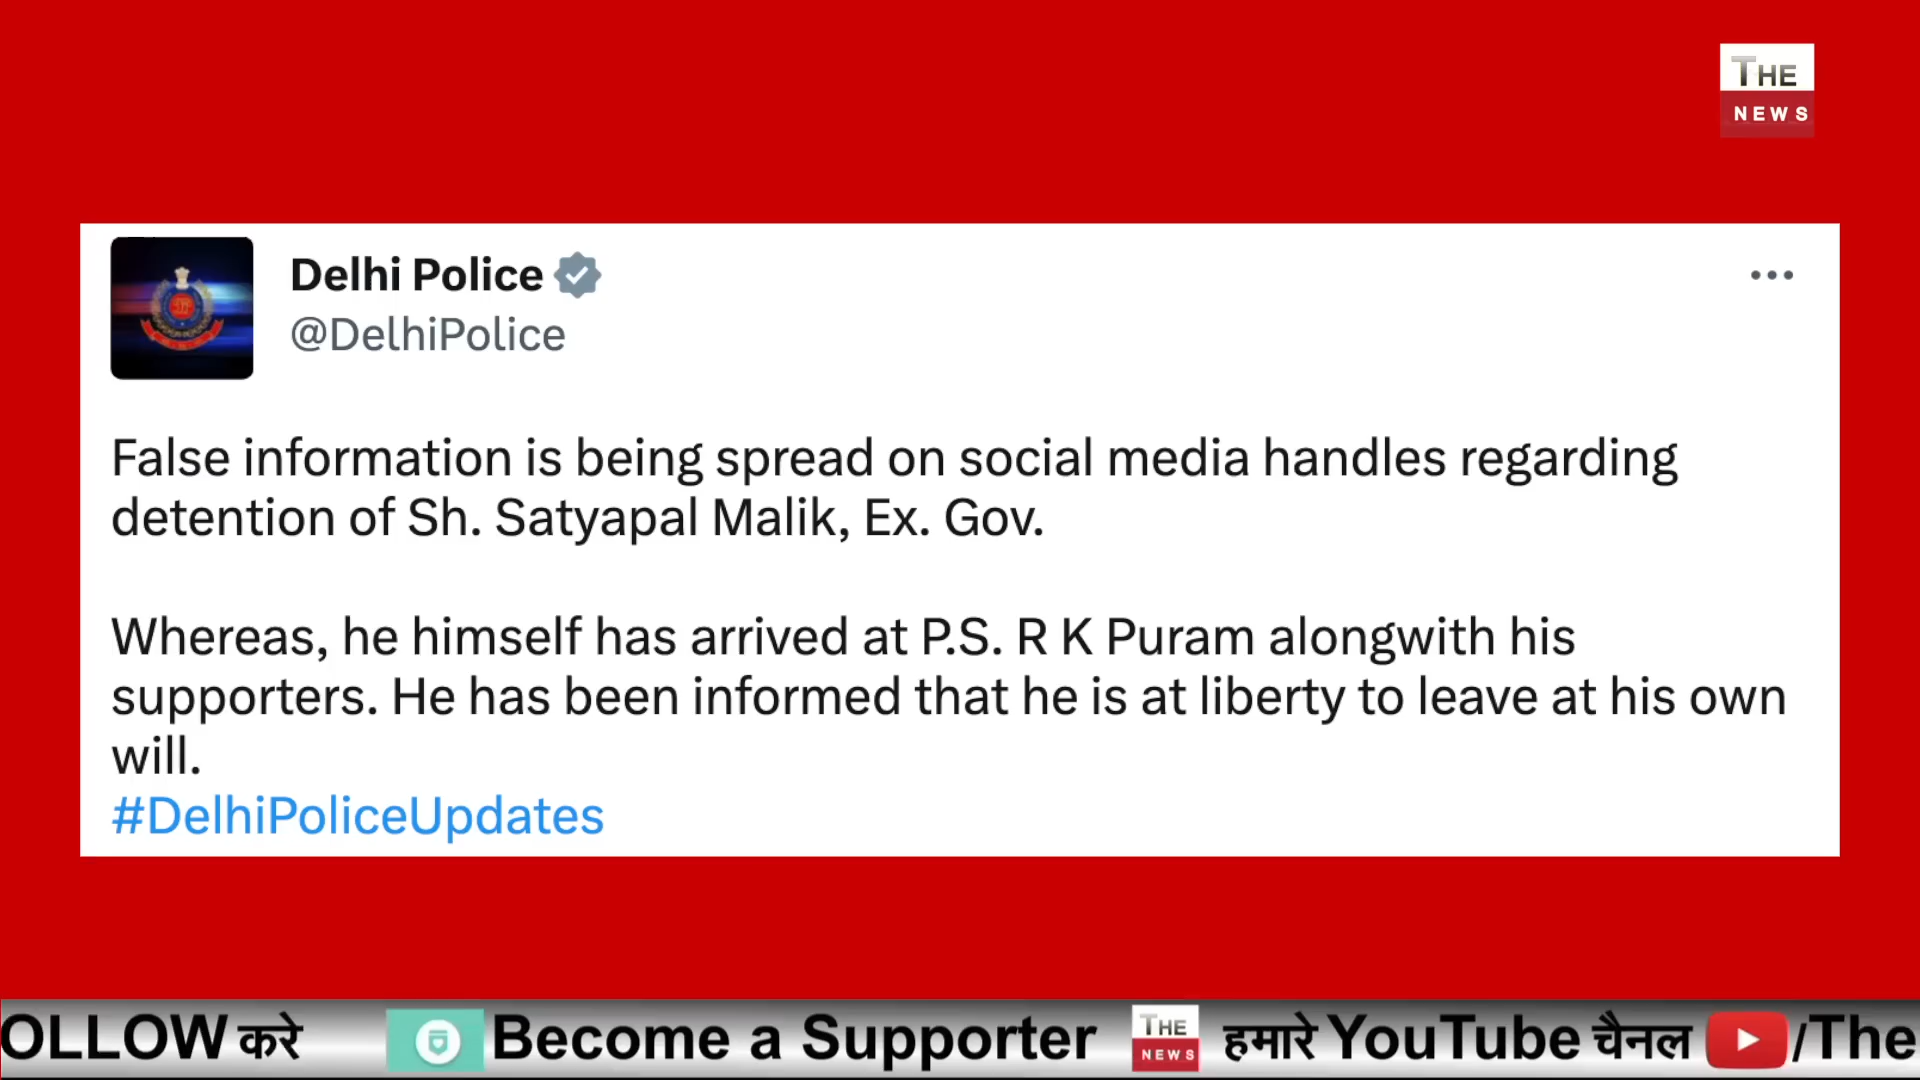 THE
NEWS
Delhi Police
@DelhiPolice
False information is being spread on social media handles regarding
detention of Sh. Satyapal Malik, Ex. Gov.
Whereas, he himself has arrived at P.S. R K Puram alongwith his
supporters. He has been informed that he is at liberty to leave at his own
will.
#DelhiPoliceUpdates
OLLOW करे Become a Supporter THE NEWS हमारे YouTube चैनल /The